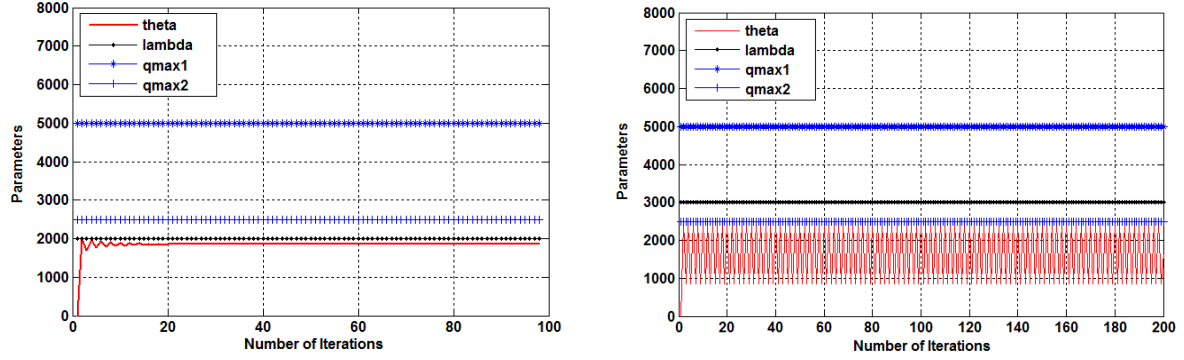 8000
7000
6000
5000
4000
3000
2000
1000
0
Parameters
theta
lambda
qmax1
qmax2
0 20 40 60 80 100
Number of Iterations
8000
7000
6000
5000
4000
3000
2000
1000
0
Parameters
theta
lambda
qmax1
qmax2
0 20 40 60 80 100 120 140 160 180 200
Number of Iterations